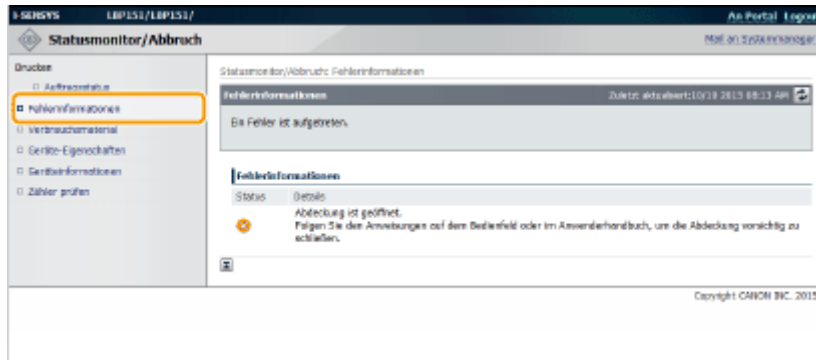 i-SENSYS LBP151/LBP151/ An Portal Logout
Statusmonitor/Abbruch Mail an Systemmanager
Drucken
Auftragsstatus
Fehlerinformationen
Verbrauchsmaterial
Geräte-Eigenschaften
Geräteinformationen
Zähler prüfen
Statusmonitor/Abbruch: Fehlerinformationen
Fehlerinformationen Zuletzt aktualisiert:10/19 2015 08:13 AM
Ein Fehler ist aufgetreten.
Fehlerinformationen
Status Details
Abdeckung ist geöffnet.
Folgen Sie den Anweisungen auf dem Bedienfeld oder im Anwenderhandbuch, um die Abdeckung vorsichtig zu
schließen.
Copyright CANON INC. 2015